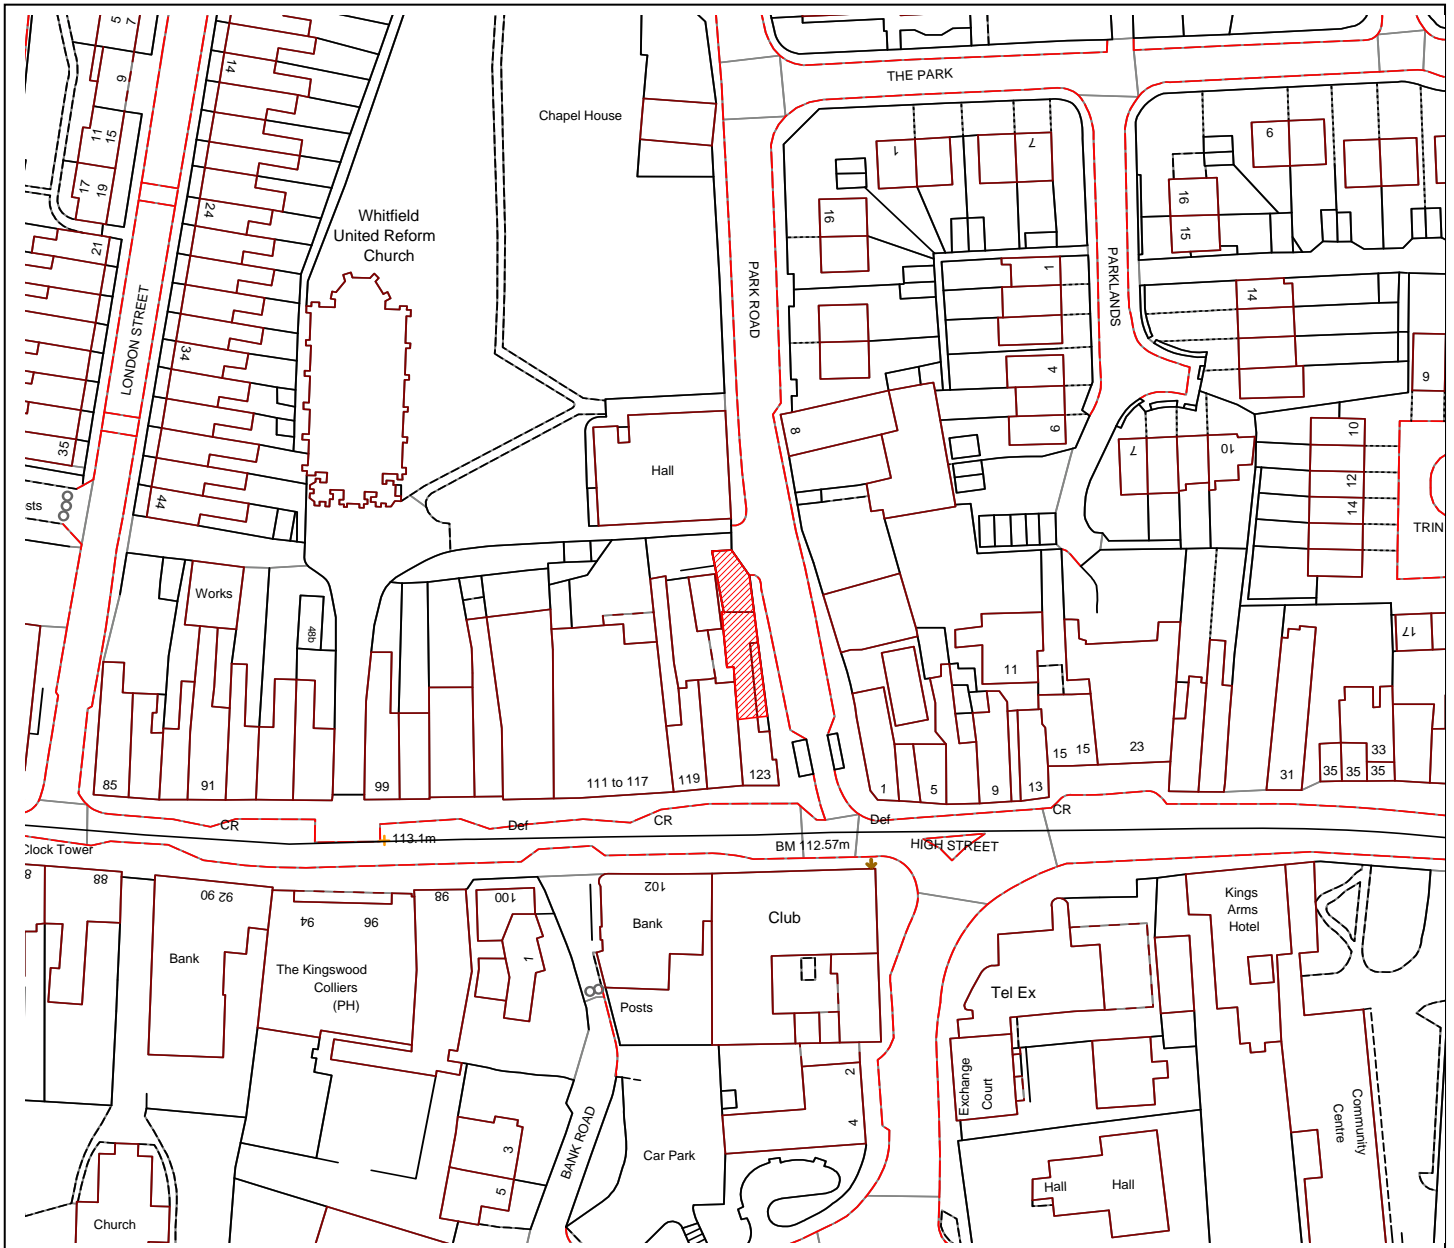 5
7
9
11
15
17
19
21
35
14
24
34
44
LONDON STREET
Whitfield
United Reform
Church
Chapel House
Hall
PARK ROAD
THE PARK
PARKLANDS
1
7
16
1
4
6
8
9
16
15
14
9
7
10
10
12
14
TRIN
17
sts
Works
48b
85
91
99
111 to 117
119
123
1
5
9
11
13
15
15
23
31
35
35
35
33
CR
Def
CR
Def
CR
113.1m
BM 112.57m
HIGH STREET
Clock Tower
8
88
92 90
94
96
98
100
102
Bank
The Kingswood
Colliers
(PH)
1
Bank
Club
Posts
Tel Ex
Kings
Arms
Hotel
Exchange
Court
Community
Centre
2
4
3
5
BANK ROAD
Car Park
Hall
Hall
Church